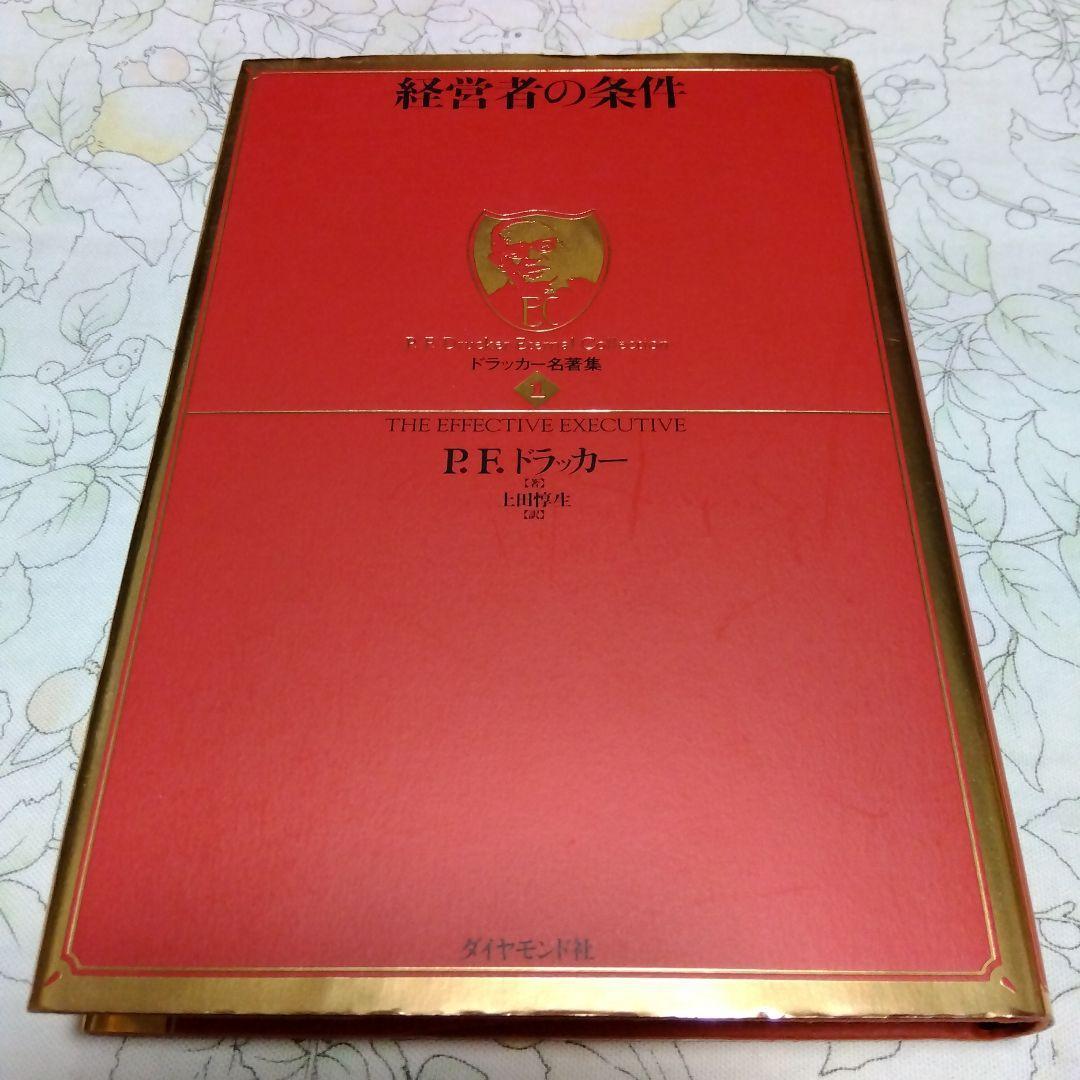 経営者の条件
EC
P. F. Drucker Eternal Collection
ドラッカー名著集
1
THE EFFECTIVE EXECUTIVE
P. F. ドラッカー
[著]
上田惇生
[訳]
ダイヤモンド社